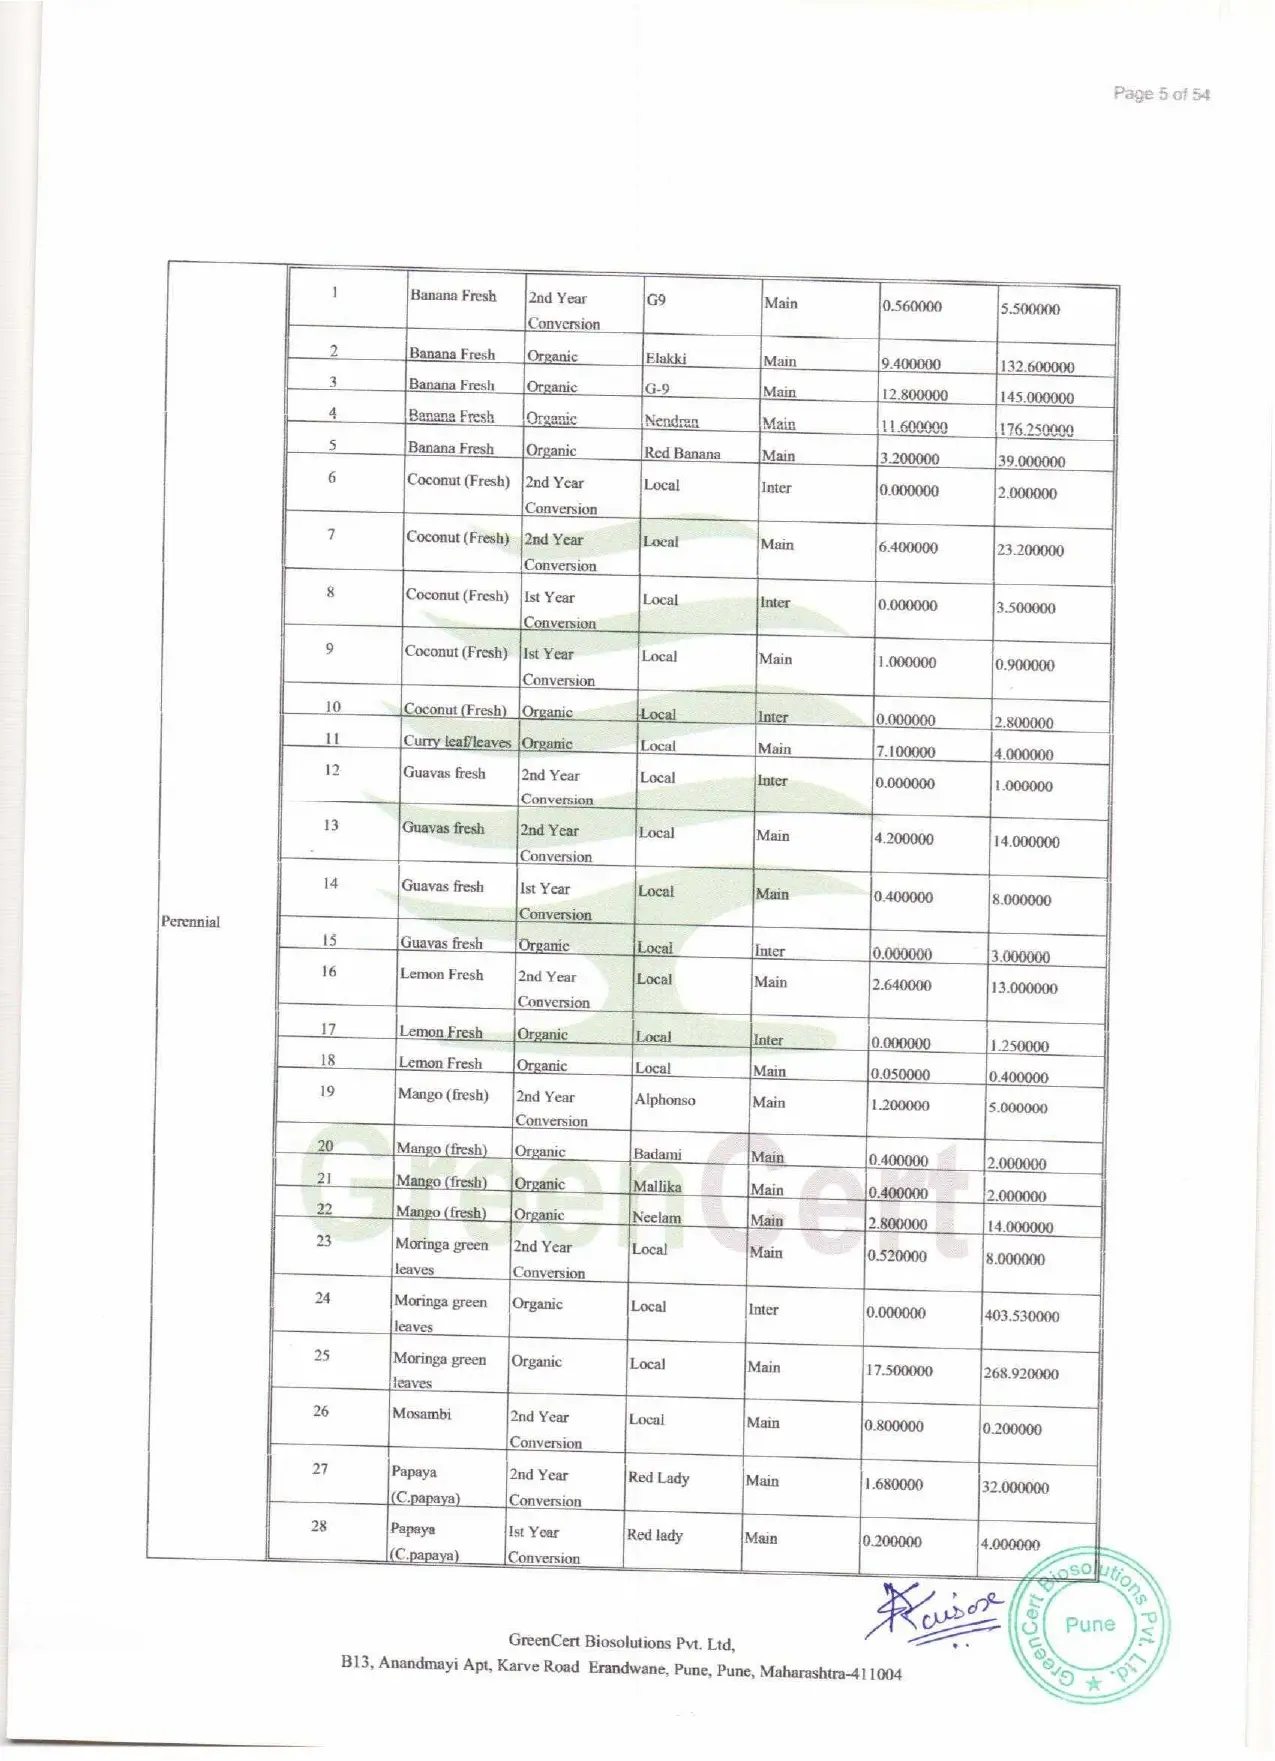 Page 5 of 54
Perennial
1 Banana Fresh 2nd Year Conversion G9 Main 0.560000 5.500000
2 Banana Fresh Organic Elakki Main 9.400000 132.600000
3 Banana Fresh Organic G-9 Main 12.800000 145.000000
4 Banana Fresh Organic Nendran Main 11.600000 176.250000
5 Banana Fresh Organic Red Banana Main 3.200000 39.000000
6 Coconut (Fresh) 2nd Year Conversion Local Inter 0.000000 2.000000
7 Coconut (Fresh) 2nd Year Conversion Local Main 6.400000 23.200000
8 Coconut (Fresh) 1st Year Conversion Local Inter 0.000000 3.500000
9 Coconut (Fresh) 1st Year Conversion Local Main 1.000000 0.900000
10 Coconut (Fresh) Organic Local Inter 0.000000 2.800000
11 Curry leaf/leaves Organic Local Main 7.100000 4.000000
12 Guavas fresh 2nd Year Conversion Local Inter 0.000000 1.000000
13 Guavas fresh 2nd Year Conversion Local Main 4.200000 14.000000
14 Guavas fresh 1st Year Conversion Local Main 0.400000 8.000000
15 Guavas fresh Organic Local Inter 0.000000 3.000000
16 Lemon Fresh 2nd Year Conversion Local Main 2.640000 13.000000
17 Lemon Fresh Organic Local Inter 0.000000 1.250000
18 Lemon Fresh Organic Local Main 0.050000 0.400000
19 Mango (fresh) 2nd Year Conversion Alphonso Main 1.200000 5.000000
20 Mango (fresh) Organic Badami Main 0.400000 2.000000
21 Mango (fresh) Organic Mallika Main 0.400000 2.000000
22 Mango (fresh) Organic Neelam Main 2.800000 14.000000
23 Moringa green leaves 2nd Year Conversion Local Main 0.520000 8.000000
24 Moringa green leaves Organic Local Inter 0.000000 403.530000
25 Moringa green leaves Organic Local Main 17.500000 268.920000
26 Mosambi 2nd Year Conversion Local Main 0.800000 0.200000
27 Papaya (C.papaya) 2nd Year Conversion Red Lady Main 1.680000 32.000000
28 Papaya (C.papaya) 1st Year Conversion Red lady Main 0.200000 4.000000
GreenCert
GreenCert Biosolutions Pvt. Ltd.
Pune
GreenCert Biosolutions Pvt. Ltd,
B13, Anandmayi Apt, Karve Road Erandwane, Pune, Pune, Maharashtra-411004